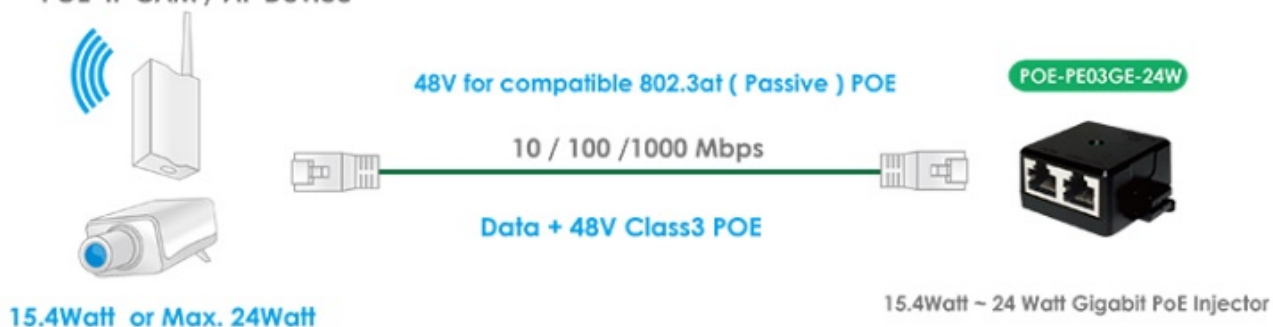 48V for compatible 802.3at ( Passive ) POE
POE-PE03GE-24W
10 / 100 /1000 Mbps
Data + 48V Class3 POE
15.4Watt or Max. 24Watt
15.4Watt ~ 24 Watt Gigabit PoE Injector